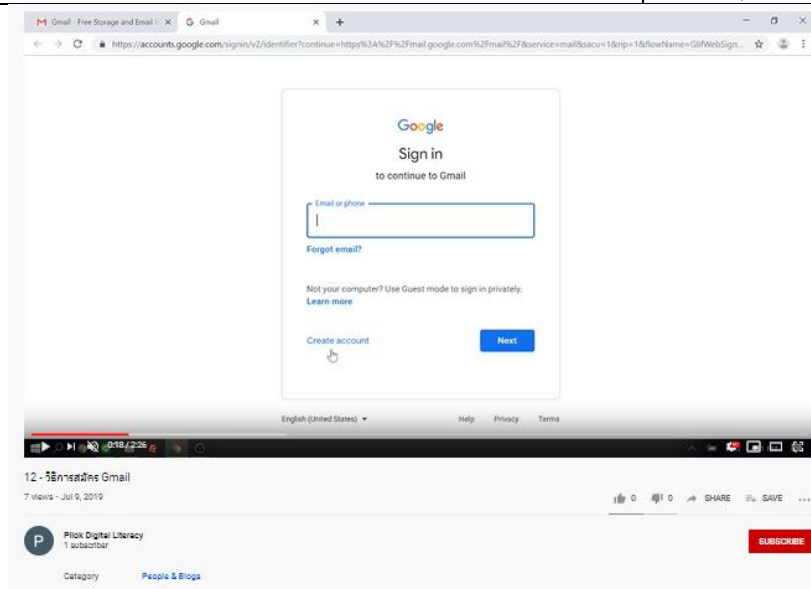 Gmail - Free Storage and Email
Gmail
https://accounts.google.com/signin/v2/identifier?continue=https%3A%2F%2Fmail.google.com%2Fmail%2F&service=mail&sacu=1&rip=1&flowName=GlifWebSign...
Google
Sign in
to continue to Gmail
Email or phone
Forgot email?
Not your computer? Use Guest mode to sign in privately.
Learn more
Create account
Next
English (United States)
Help Privacy Terms
0:18 / 2:26
12 - วิธีการสมัคร Gmail
7 views - Jul 9, 2019
0 0 SHARE SAVE ...
P
Pilok Digital Literacy
1 subscriber
SUBSCRIBE
Category People & Blogs